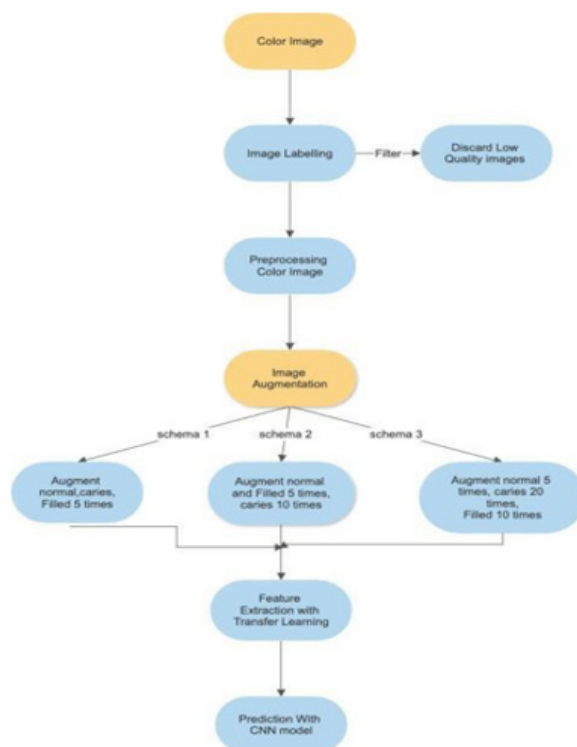 Color Image
Image Labelling
Filter
Discard Low
Quality images
Preprocessing
Color Image
Image
Augmentation
schema 1
schema 2
schema 3
Augment
normal,caries,
Filled 5 times
Augment normal
and Filled 5 times,
caries 10 times
Augment normal 5
times, caries 20
times,
Filled 10 times
Feature
Extraction with
Transfer Learning
Prediction With
CNN model